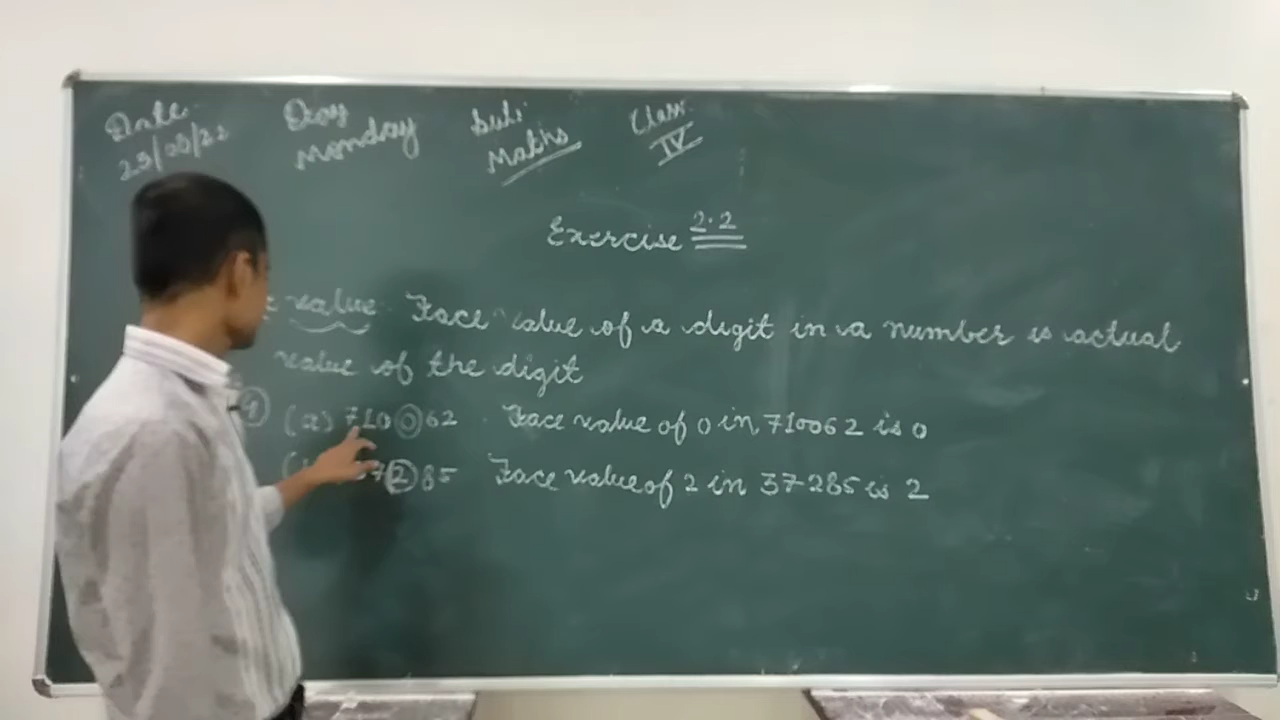 Date: Day Sub: Class:
23/05/22 Monday Maths IV
Exercise 2.2
value: Face value of a digit in a number is actual
value of the digit
(a) 710062 Face value of 0 in 710062 is 0
7285 Face value of 2 in 37285 is 2